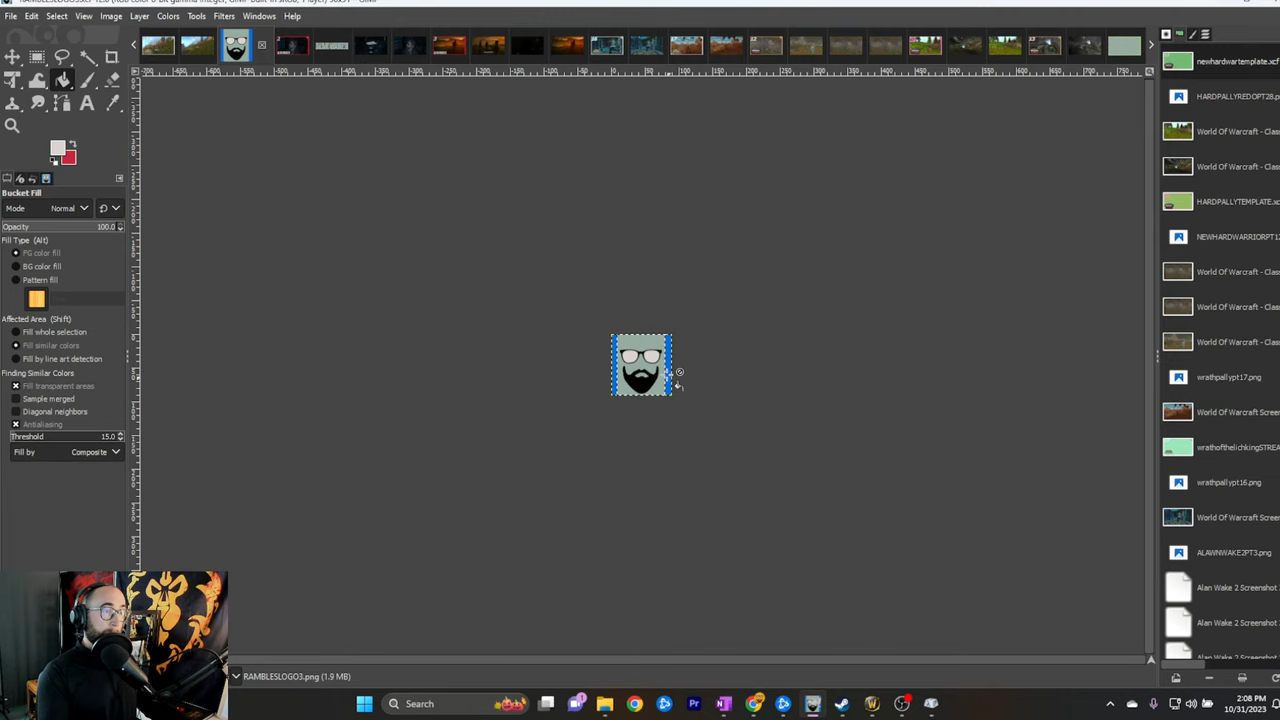 File Edit Select View Image Layer Colors Tools Filters Windows Help
Bucket Fill
Mode Normal
Opacity 100.0
Fill Type (Alt)
FG color fill
BG color fill
Pattern fill
Affected Area (Shift)
Fill whole selection
Fill similar colors
Fill by line art detection
Finding Similar Colors
Fill transparent areas
Sample merged
Diagonal neighbors
Antialiasing
Threshold 15.0
Fill by Composite
newhardwartemplate.xcf
HARDPALLYREDOPT28.p
World Of Warcraft - Clas
World Of Warcraft - Clas
HARDPALLYTEMPLATE.xc
NEWHARDWARRIORPT1
World Of Warcraft - Clas
World Of Warcraft - Clas
World Of Warcraft - Clas
wrathpallypt17.png
World Of Warcraft Scree
wrathofthelichkingSTREA
wrathpallypt16.png
World Of Warcraft Scree
ALAWNWAKE2PT3.png
Alan Wake 2 Screenshot
Alan Wake 2 Screenshot
Alan Wake 2 Screenshot
RAMBLESLOGO3.png (1.9 MB)
Search
2:08 PM
10/31/2023